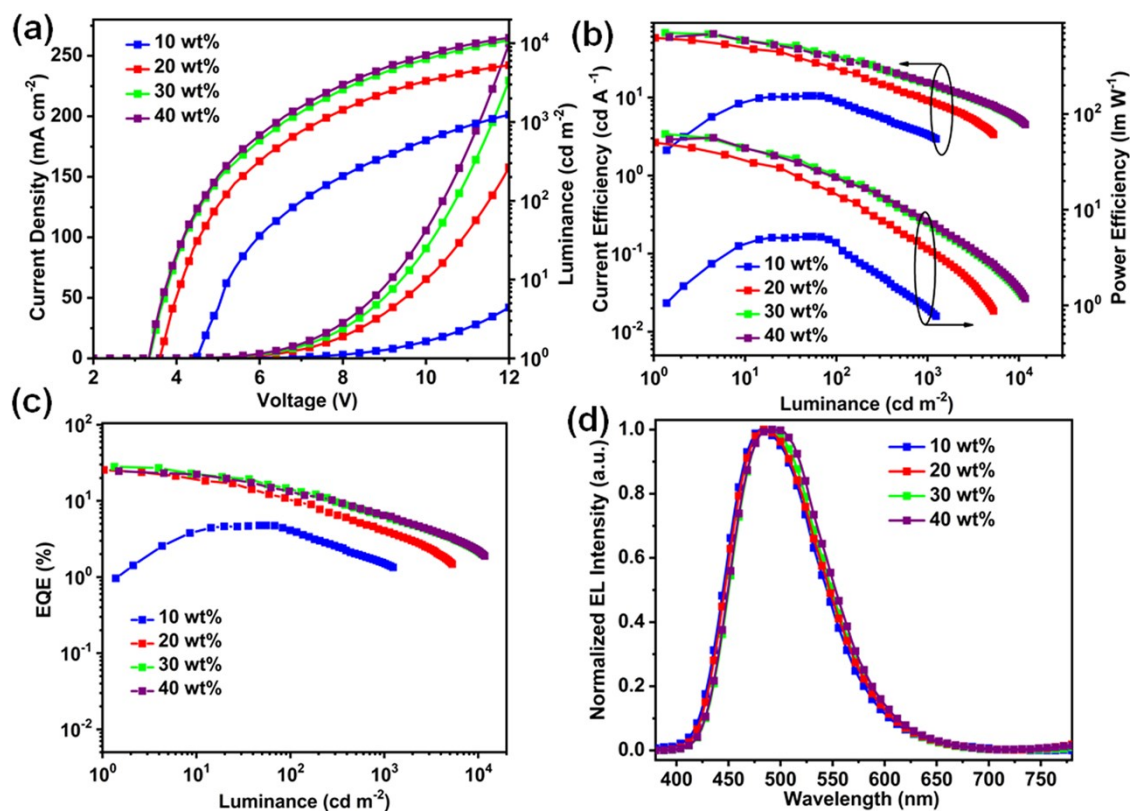 (a)
10 wt%
20 wt%
30 wt%
40 wt%
Current Density (mA cm⁻²)
250
200
150
100
50
0
Luminance (cd m⁻²)
10⁴
10³
10²
10¹
10⁰
2 4 6 8 10 12
Voltage (V)
(b)
Current Efficiency (cd A⁻¹)
10²
10¹
10⁰
10⁻¹
10⁻²
Power Efficiency (lm W⁻¹)
10²
10¹
10⁰
10 wt%
20 wt%
30 wt%
40 wt%
10⁰ 10¹ 10² 10³ 10⁴
Luminance (cd m⁻²)
(c)
EQE (%)
10²
10¹
10⁰
10⁻¹
10⁻²
10 wt%
20 wt%
30 wt%
40 wt%
10⁰ 10¹ 10² 10³ 10⁴
Luminance (cd m⁻²)
(d)
Normalized EL Intensity (a.u.)
1.0
0.8
0.6
0.4
0.2
0.0
10 wt%
20 wt%
30 wt%
40 wt%
400 450 500 550 600 650 700 750
Wavelength (nm)